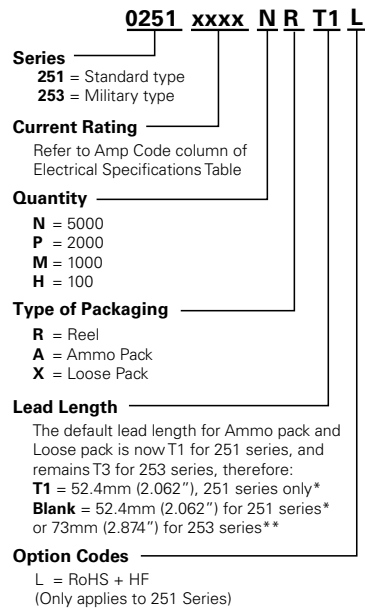 0251 xxxx N R T1 L
Series
251 = Standard type
253 = Military type
Current Rating
Refer to Amp Code column of
Electrical Specifications Table
Quantity
N = 5000
P = 2000
M = 1000
H = 100
Type of Packaging
R = Reel
A = Ammo Pack
X = Loose Pack
Lead Length
The default lead length for Ammo pack and
Loose pack is now T1 for 251 series, and
remains T3 for 253 series, therefore:
T1 = 52.4mm (2.062”), 251 series only*
Blank = 52.4mm (2.062”) for 251 series*
or 73mm (2.874”) for 253 series**
Option Codes
L = RoHS + HF
(Only applies to 251 Series)